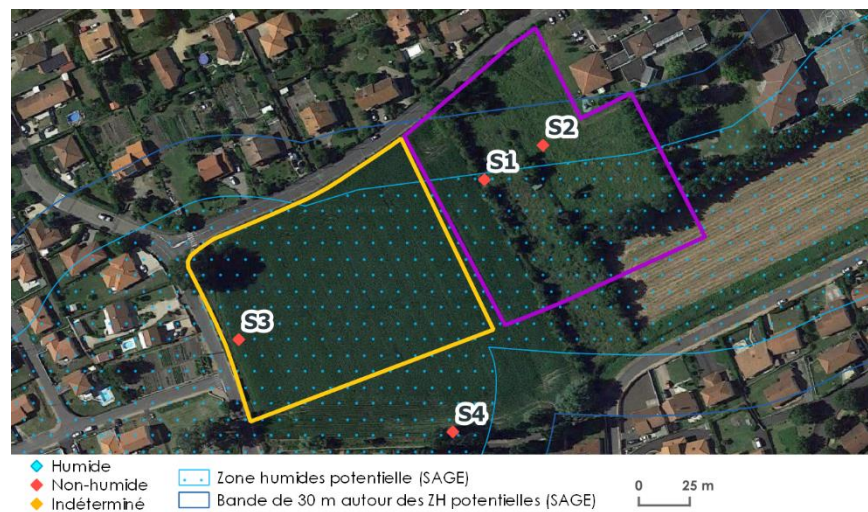 S1
S2
S3
S4
Humide
Non-humide
Indéterminé
Zone humides potentielle (SAGE)
Bande de 30 m autour des ZH potentielles (SAGE)
0 25 m